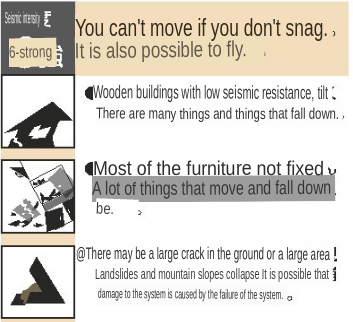 Seismic intensity
You can't move if you don't snag.
6-strong
It is also possible to fly.
Wooden buildings with low seismic resistance, tilt
There are many things and things that fall down.
Most of the furniture not fixed
A lot of things that move and fall down
be.
@There may be a large crack in the ground or a large area
Landslides and mountain slopes collapse It is possible that
damage to the system is caused by the failure of the system.